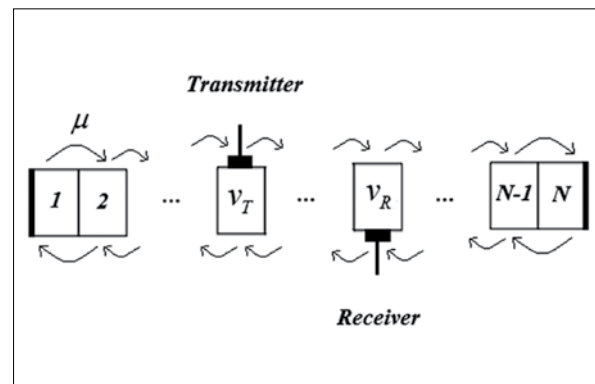 Transmitter
μ
1 2 ... v_T ... v_R ... N-1 N
Receiver